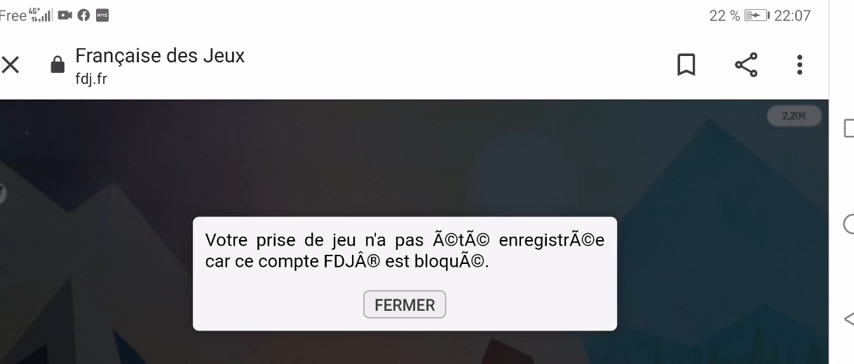 Free 4G+ 22 % 22:07
Française des Jeux
fdj.fr
2,20€
Votre prise de jeu n'a pas Ã©tÃ© enregistrÃ©e
car ce compte FDJÂ® est bloquÃ©.
FERMER